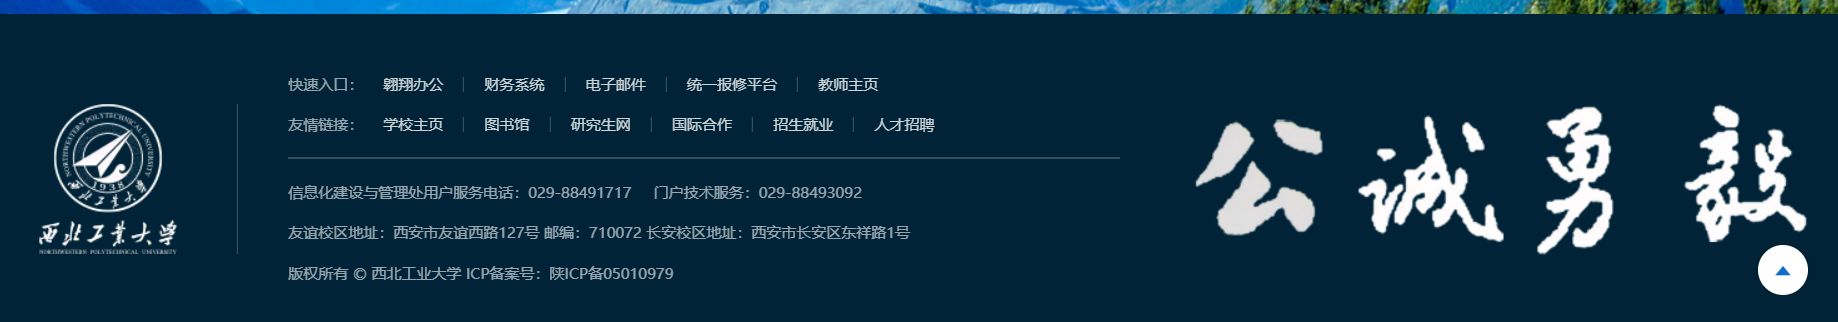 快速入口： 翱翔办公 财务系统 电子邮件 统一报修平台 教师主页
友情链接： 学校主页 图书馆 研究生网 国际合作 招生就业 人才招聘
信息化建设与管理处用户服务电话：029-88491717 门户技术服务：029-88493092
友谊校区地址：西安市友谊西路127号 邮编：710072 长安校区地址：西安市长安区东祥路1号
版权所有 © 西北工业大学 ICP备案号：陕ICP备05010979
NORTHWESTERN POLYTECHNICAL UNIVERSITY
1938
西北工业大
西北工业大学
NORTHWESTERN POLYTECHNICAL UNIVERSITY
公诚勇毅